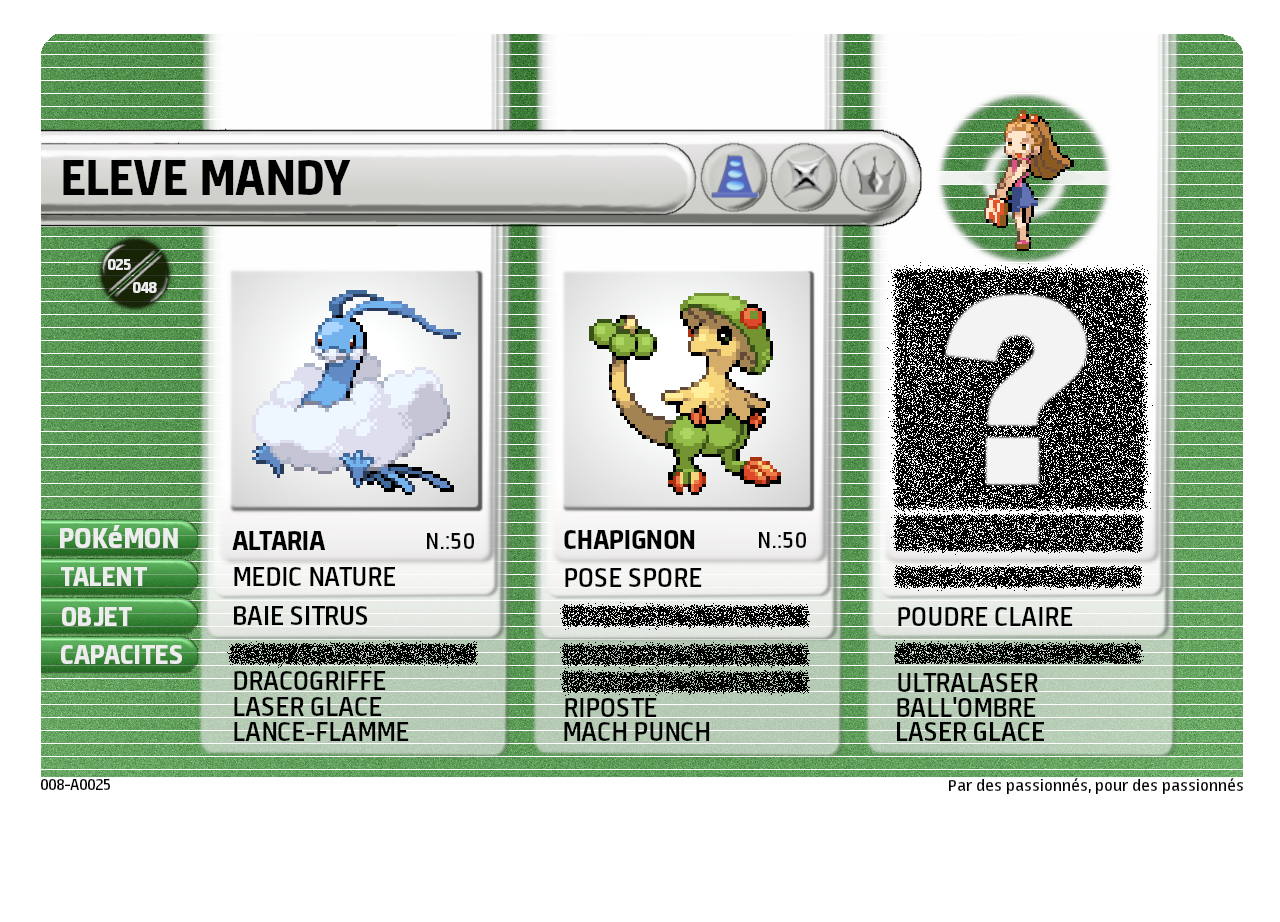 ELEVE MANDY
025
048
?
POKéMON
ALTARIA N.:50
CHAPIGNON N.:50
TALENT
MEDIC NATURE
POSE SPORE
OBJET
BAIE SITRUS
POUDRE CLAIRE
CAPACITES
DRACOGRIFFE
LASER GLACE
LANCE-FLAMME
RIPOSTE
MACH PUNCH
ULTRALASER
BALL'OMBRE
LASER GLACE
008-A0025
Par des passionnés, pour des passionnés